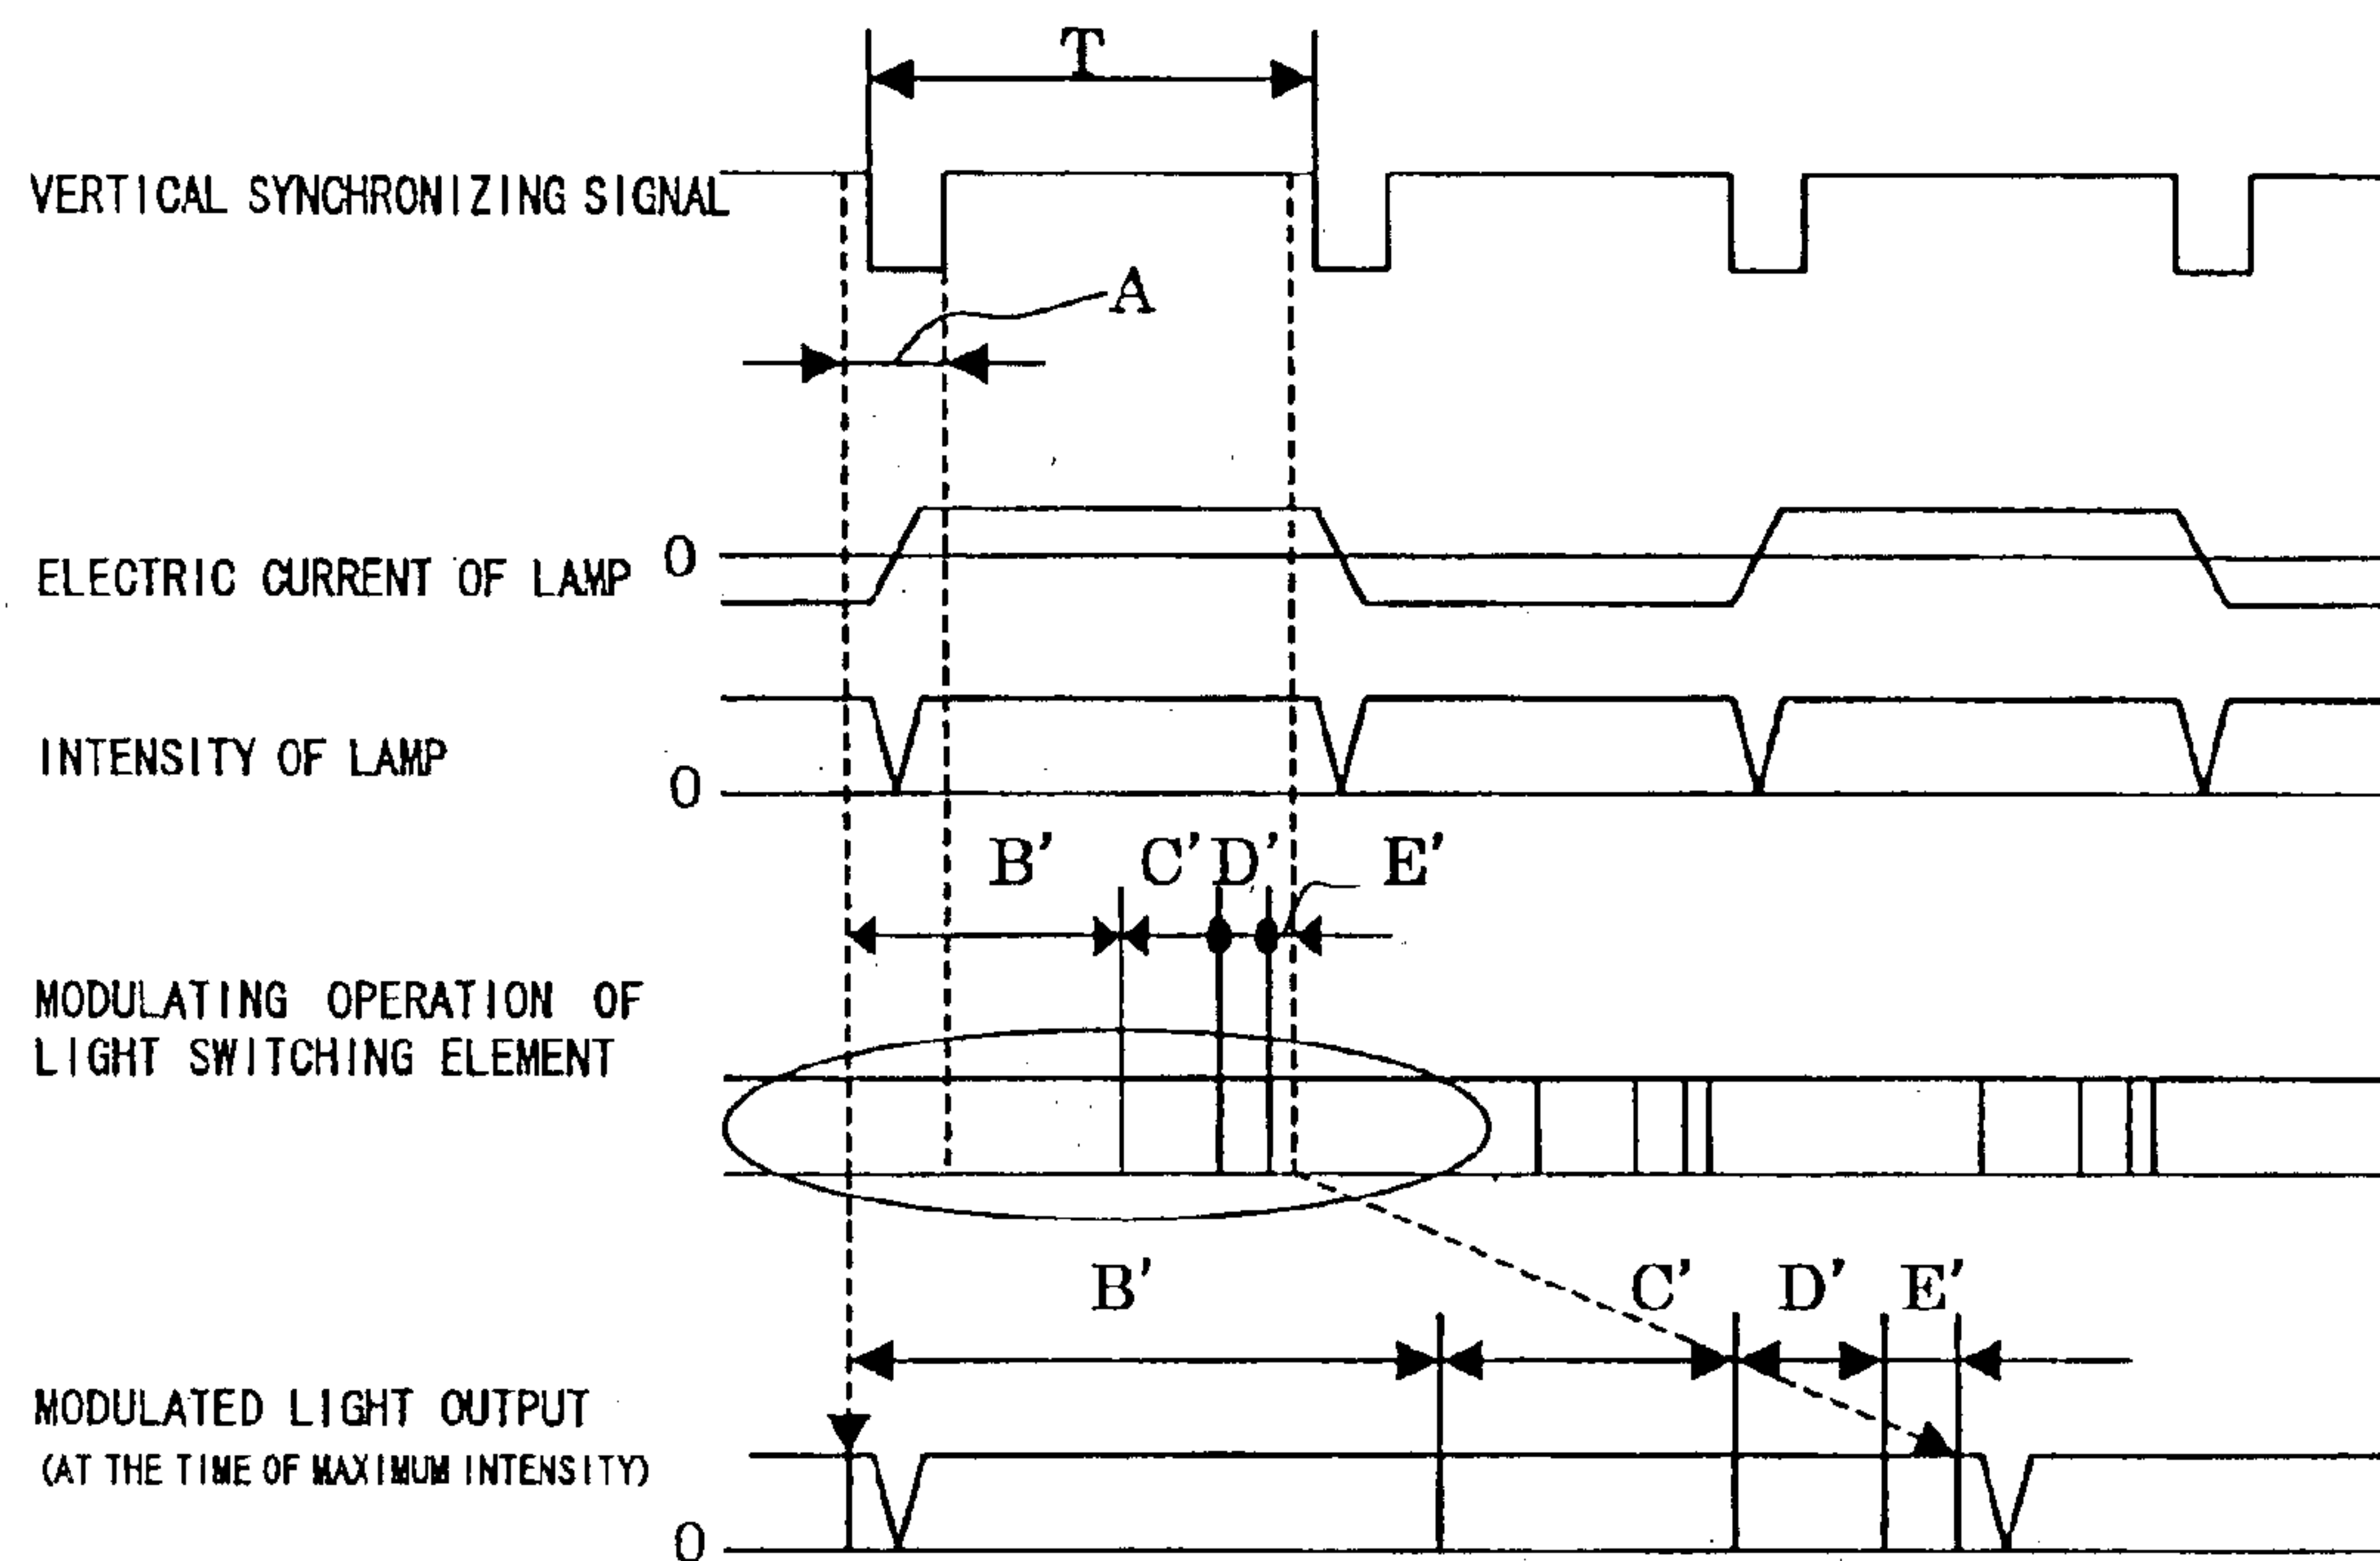 T
VERTICAL SYNCHRONIZING SIGNAL
A
ELECTRIC CURRENT OF LAMP 0
INTENSITY OF LAMP
0
B' C' D' E'
MODULATING OPERATION OF
LIGHT SWITCHING ELEMENT
B' C' D' E'
MODULATED LIGHT OUTPUT
(AT THE TIME OF MAXIMUM INTENSITY)
0